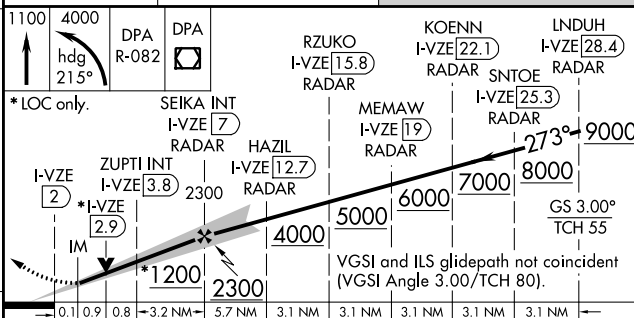 1100
4000
hdg
215°
DPA
R-082
DPA
* LOC only.
LNDUH
I-VZE 28.4
RADAR
KOENN
I-VZE 22.1
RADAR
SNTOE
I-VZE 25.3
RADAR
RZUKO
I-VZE 15.8
RADAR
MEMAW
I-VZE 19
RADAR
SEIKA INT
I-VZE 7
RADAR
HAZIL
I-VZE 12.7
RADAR
ZUPTI INT
I-VZE 3.8
I-VZE
2
*I-VZE
2.9
IM
2300
273°
9000
8000
7000
6000
5000
4000
2300
*1200
GS 3.00°
TCH 55
VGSI and ILS glidepath not coincident
(VGSI Angle 3.00/TCH 80).
0.1 0.9 0.8 3.2 NM 5.7 NM 3.1 NM 3.1 NM 3.1 NM 3.1 NM 3.1 NM